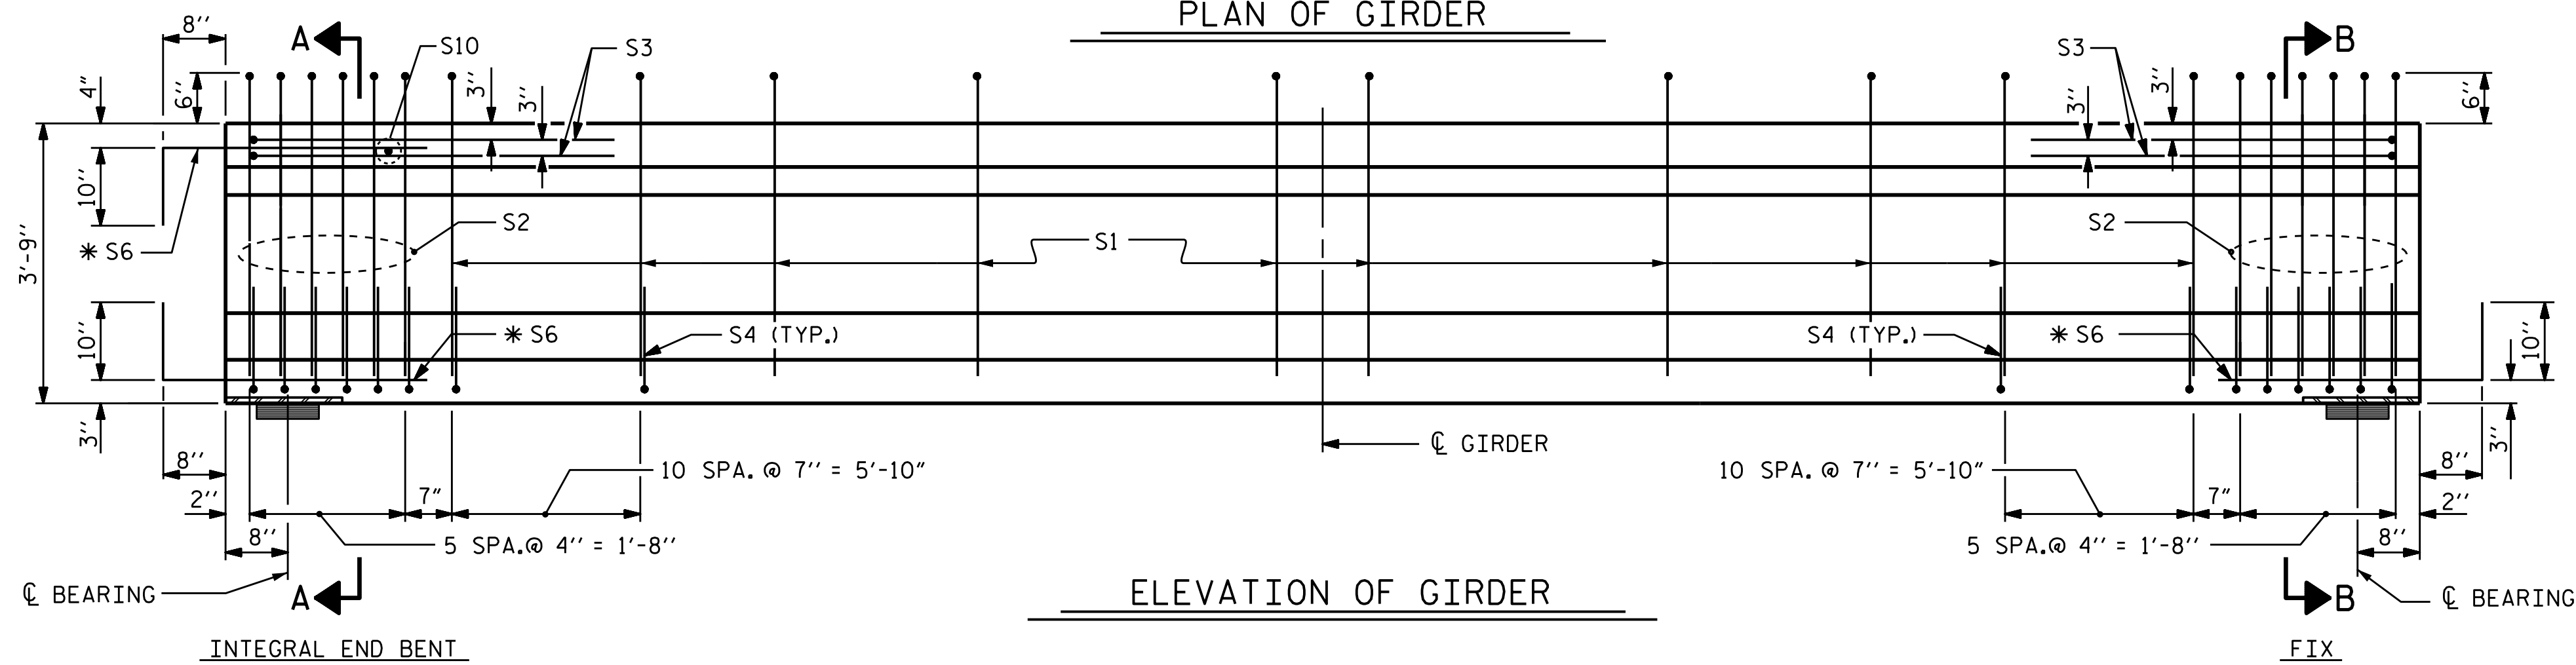 PLAN OF GIRDER
8''
A
S10
S3
S3
B
4''
6''
3''
3''
3''
3''
6''
10''
S2
S2
✳ S6
S1
3'-9''
10''
✳ S6
S4 (TYP.)
S4 (TYP.)
✳ S6
10''
3''
℄ GIRDER
3''
8''
10 SPA. @ 7'' = 5'-10''
10 SPA. @ 7'' = 5'-10''
8''
2''
7''
7''
2''
8''
5 SPA.@ 4'' = 1'-8''
5 SPA.@ 4'' = 1'-8''
8''
℄ BEARING
A
ELEVATION OF GIRDER
B
℄ BEARING
INTEGRAL END BENT
FIX